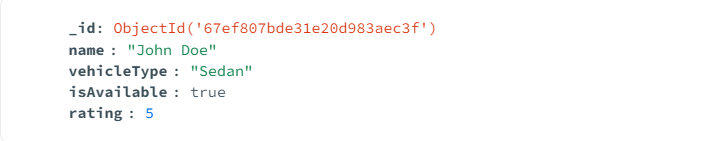 _id: ObjectId('67ef807bde31e20d983aec3f')
name : "John Doe"
vehicleType : "Sedan"
isAvailable : true
rating : 5